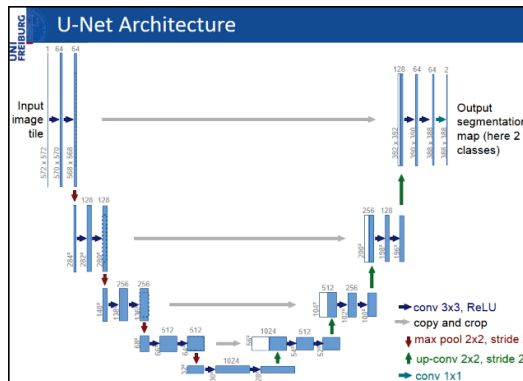 UNI
FREIBURG
U-Net Architecture
1 64 64
128 64 64 2
Input
image
tile
572 x 572
570 x 570
568 x 568
392 x 392
390 x 390
388 x 388
388 x 388
Output
segmentation
map (here 2
classes)
128 128
256 128
284²
282²
280²
200²
198²
196²
256 256
512 256
140²
138²
136²
104²
102²
100²
512 512
1024 512
68²
66²
64²
56²
54²
52²
1024
32²
30²
28²
conv 3x3, ReLU
copy and crop
max pool 2x2, stride 2
up-conv 2x2, stride 2
conv 1x1